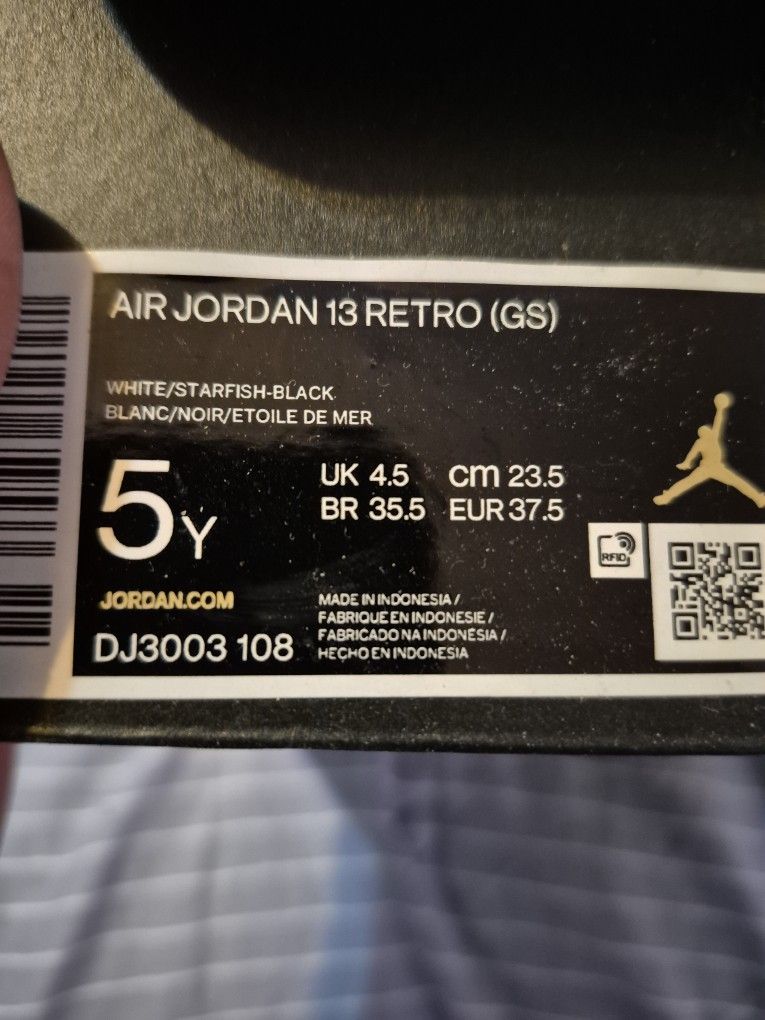 AIR JORDAN 13 RETRO (GS)
WHITE/STARFISH-BLACK
BLANC/NOIR/ETOILE DE MER
5Y
UK 4.5 cm 23.5
BR 35.5 EUR 37.5
RFID
JORDAN.COM
DJ3003 108
MADE IN INDONESIA /
FABRIQUE EN INDONESIE /
FABRICADO NA INDONÉSIA /
HECHO EN INDONESIA